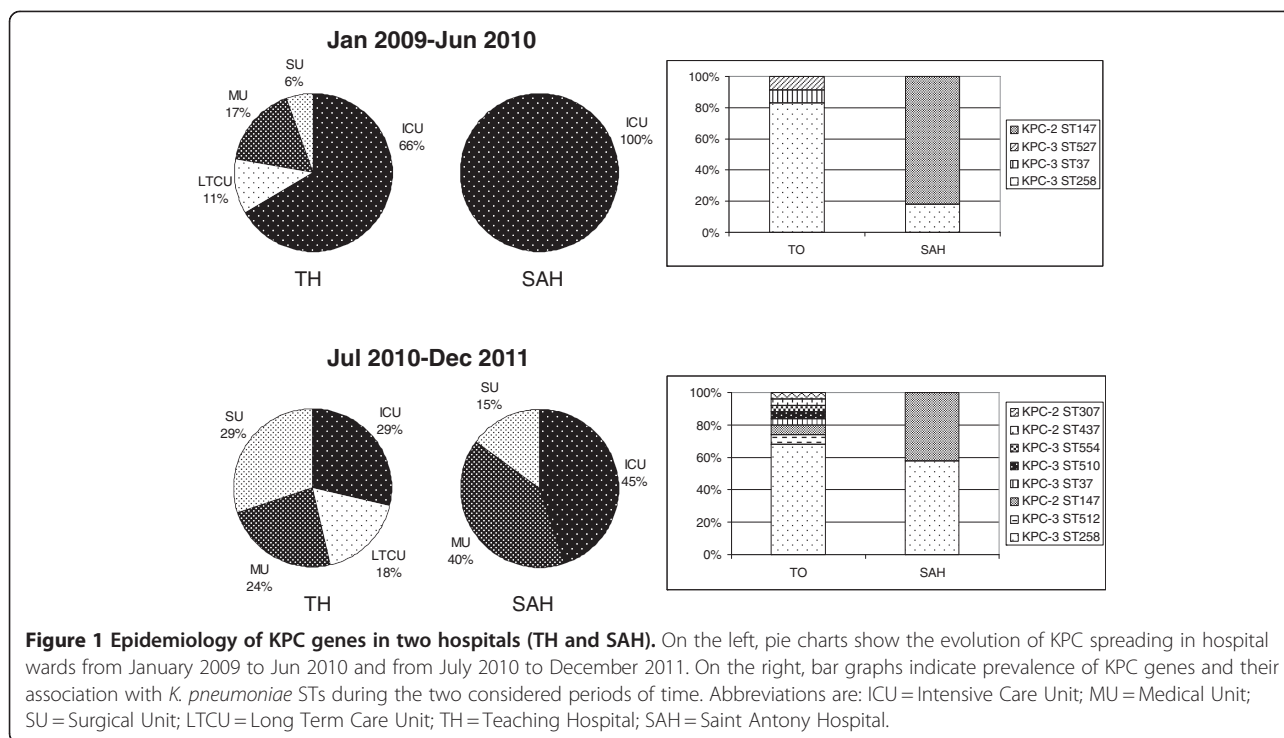 Jan 2009-Jun 2010
SU
6%
MU
17%
ICU
66%
LTCU
11%
TH
ICU
100%
SAH
100%
80%
60%
40%
20%
0%
TO
SAH
KPC-2 ST147
KPC-3 ST527
KPC-3 ST37
KPC-3 ST258
Jul 2010-Dec 2011
SU
29%
ICU
29%
MU
24%
LTCU
18%
TH
SU
15%
ICU
45%
MU
40%
SAH
100%
80%
60%
40%
20%
0%
TO
SAH
KPC-2 ST307
KPC-2 ST437
KPC-3 ST554
KPC-3 ST510
KPC-3 ST37
KPC-2 ST147
KPC-3 ST512
KPC-3 ST258
Figure 1 Epidemiology of KPC genes in two hospitals (TH and SAH). On the left, pie charts show the evolution of KPC spreading in hospital
wards from January 2009 to Jun 2010 and from July 2010 to December 2011. On the right, bar graphs indicate prevalence of KPC genes and their
association with K. pneumoniae STs during the two considered periods of time. Abbreviations are: ICU = Intensive Care Unit; MU = Medical Unit;
SU = Surgical Unit; LTCU = Long Term Care Unit; TH = Teaching Hospital; SAH = Saint Antony Hospital.